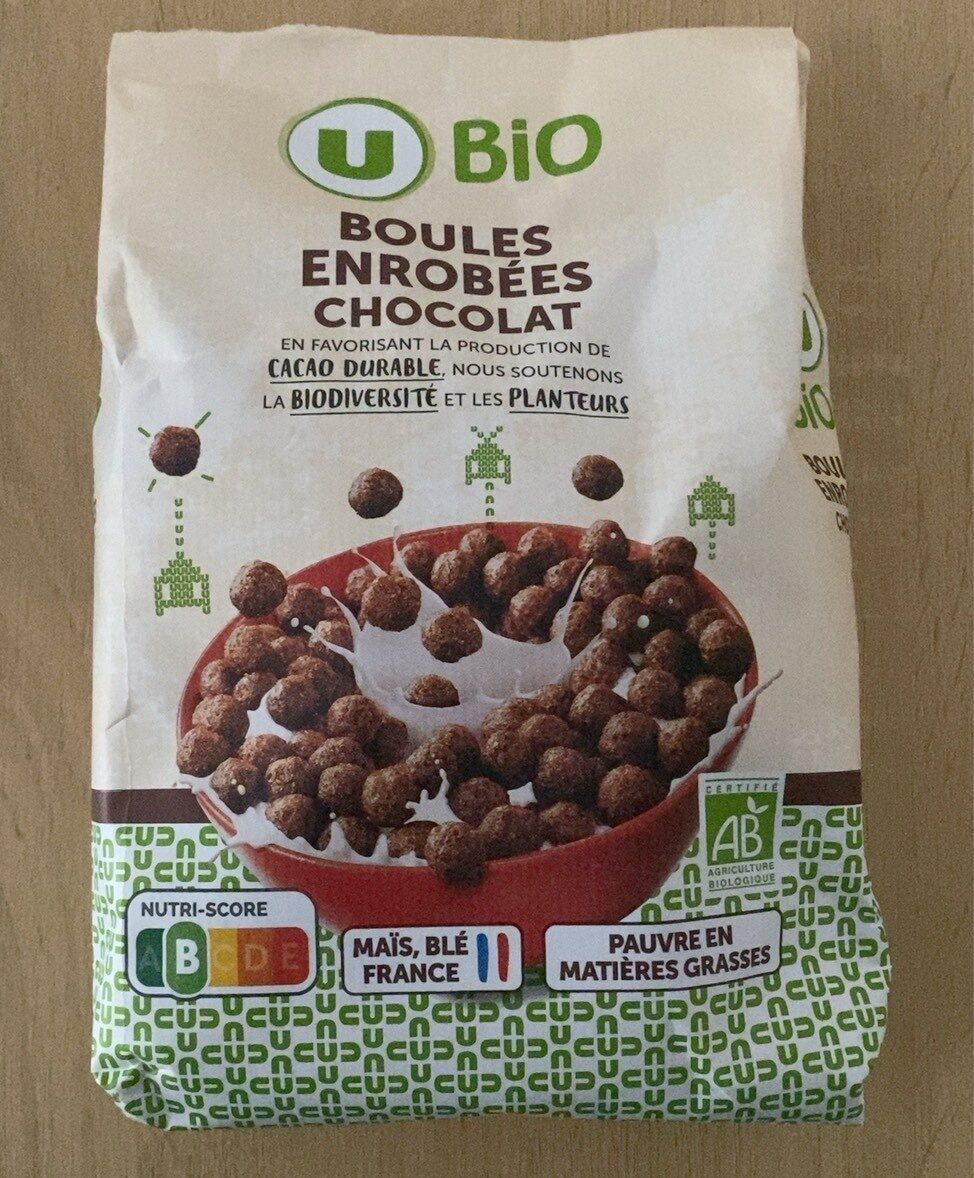 U BiO
BOULES
ENROBÉES
CHOCOLAT
EN FAVORISANT LA PRODUCTION DE
CACAO DURABLE, NOUS SOUTENONS
LA BIODIVERSITÉ ET LES PLANTEURS
CERTIFIÉ
AB
AGRICULTURE
BIOLOGIQUE
NUTRI-SCORE
A B C D E
MAÏS, BLÉ
FRANCE
PAUVRE EN
MATIÈRES GRASSES